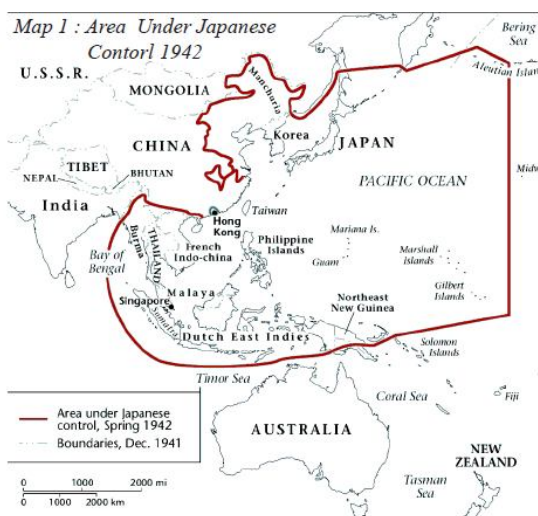 Map 1 : Area Under Japanese
Contorl 1942
Bering
Sea
U.S.S.R.
Aleutian Islan
MONGOLIA
Manchuria
Korea
JAPAN
CHINA
TIBET
PACIFIC OCEAN
Midw
NEPAL
BHUTAN
India
Taiwan
Hong
Kong
Mariana Is.
Burma
THAILAND
French
Indo-china
Philippine
Islands
Bay of
Bengal
Guam
Marshall
islands
Gilbert
Islands
Malaya
Singapore
Sumatra
Northeast
New Guinea
Dutch East Indies
Solomon
Islands
Timor Sea
Coral Sea
Fiji
Area under Japanese
control, Spring 1942
Boundaries, Dec. 1941
AUSTRALIA
NEW
ZEALAND
0 1000 2000 mi
0 1000 2000 km
Tasman
Sea